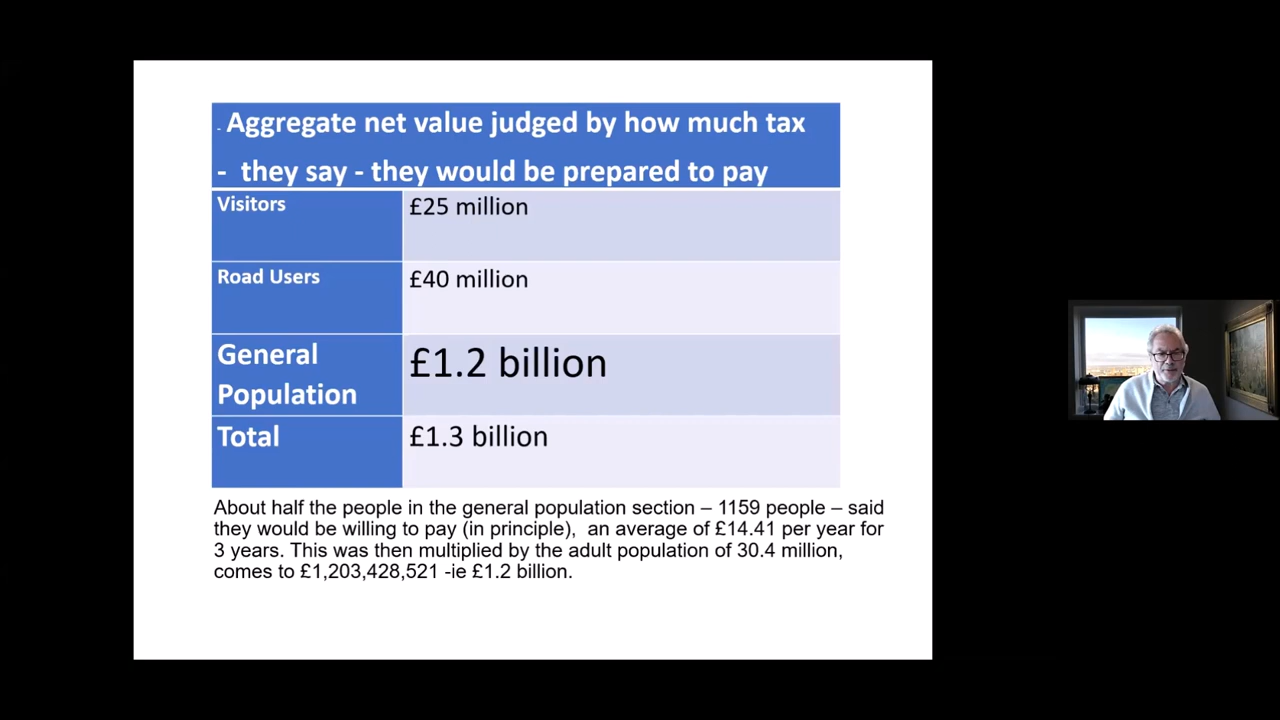 - Aggregate net value judged by how much tax
- they say - they would be prepared to pay
Visitors
£25 million
Road Users
£40 million
General
Population
£1.2 billion
Total
£1.3 billion
About half the people in the general population section – 1159 people – said
they would be willing to pay (in principle), an average of £14.41 per year for
3 years. This was then multiplied by the adult population of 30.4 million,
comes to £1,203,428,521 -ie £1.2 billion.